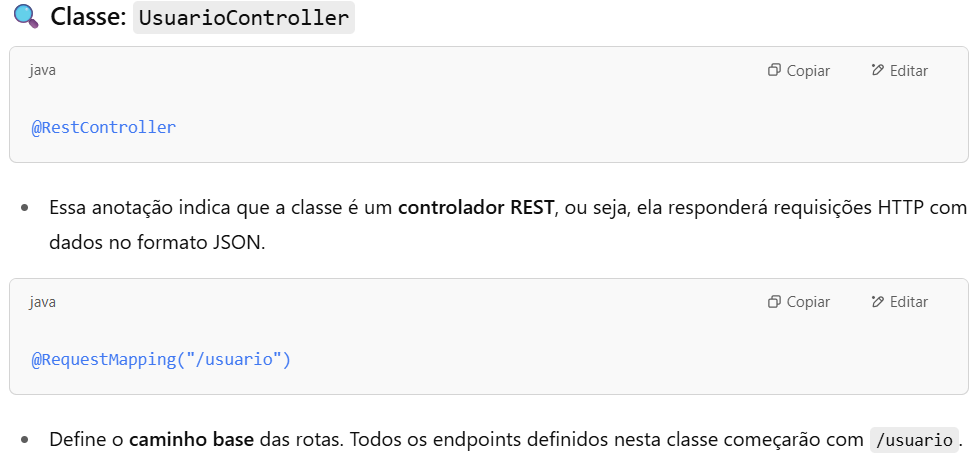 🔍 Classe: UsuarioController
java Copiar Editar
@RestController
• Essa anotação indica que a classe é um controlador REST, ou seja, ela responderá requisições HTTP com
dados no formato JSON.
java Copiar Editar
@RequestMapping("/usuario")
• Define o caminho base das rotas. Todos os endpoints definidos nesta classe começarão com /usuario.